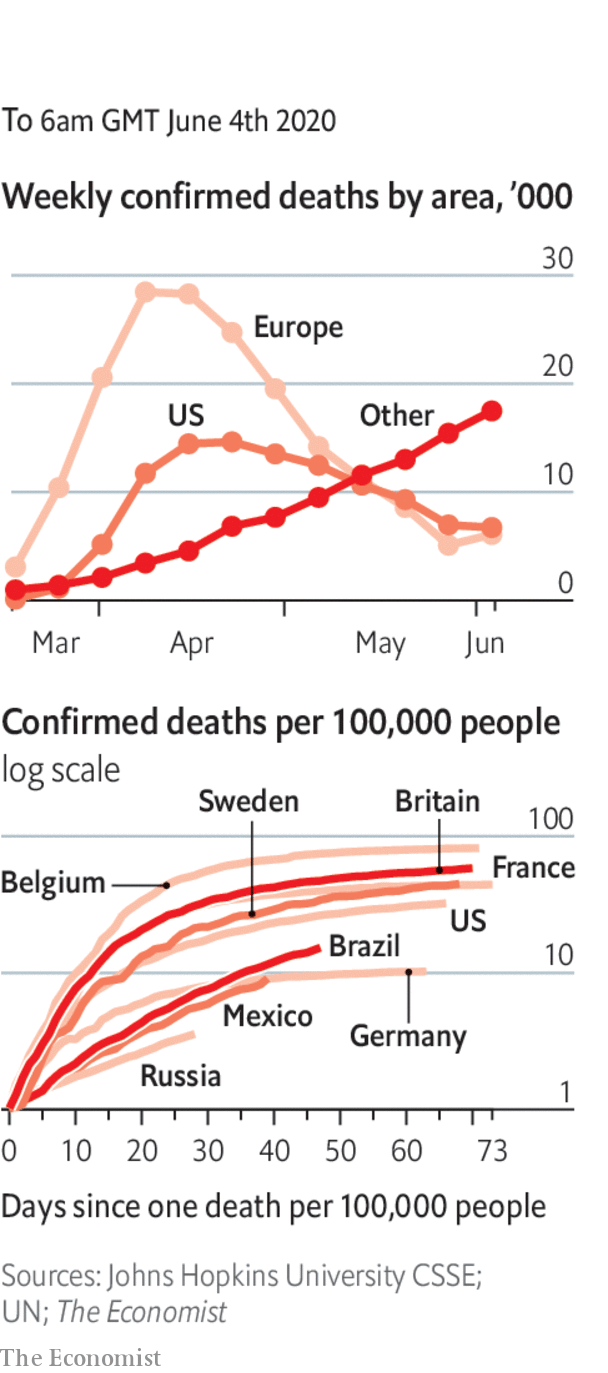 To 6am GMT June 4th 2020
Weekly confirmed deaths by area, ’000
30
Europe
20
US
Other
10
0
Mar
Apr
May
Jun
Confirmed deaths per 100,000 people
log scale
Sweden
Britain
100
Belgium
France
US
Brazil
10
Mexico
Germany
Russia
1
0 10 20 30 40 50 60 73
Days since one death per 100,000 people
Sources: Johns Hopkins University CSSE;
UN; The Economist
The Economist